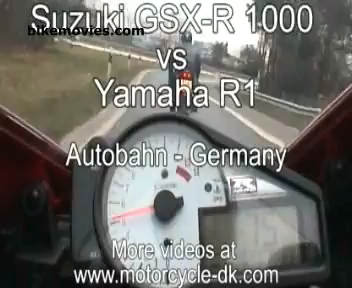 Suzuki GSX-R 1000
bikemovies.com
vs
Yamaha R1
Autobahn - Germany
More videos at
www.motorcycle-dk.com